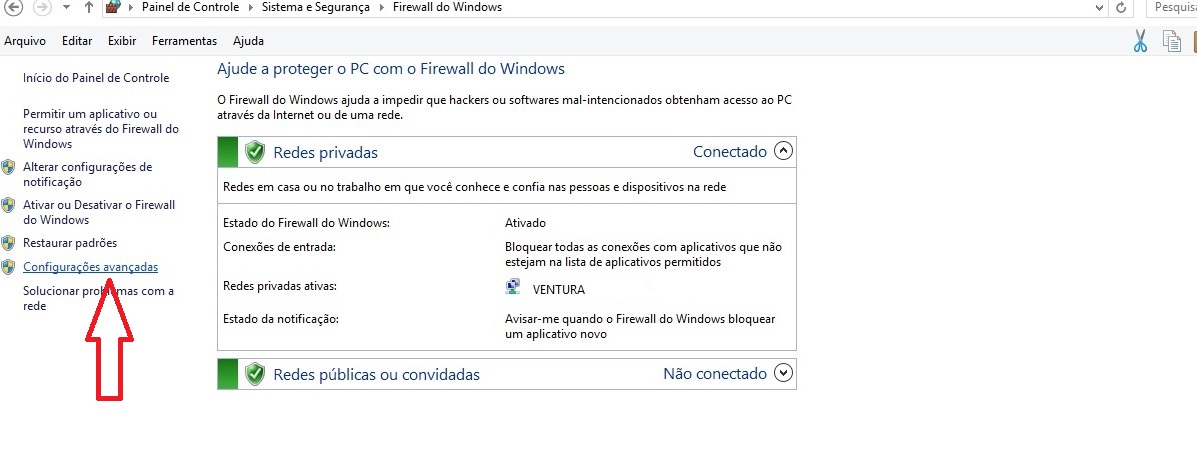 Painel de Controle Sistema e Segurança Firewall do Windows
Pesquisa
Arquivo Editar Exibir Ferramentas Ajuda
Início do Painel de Controle
Permitir um aplicativo ou
recurso através do Firewall do
Windows
Alterar configurações de
notificação
Ativar ou Desativar o Firewall
do Windows
Restaurar padrões
Configurações avançadas
Solucionar problemas com a
rede
Ajude a proteger o PC com o Firewall do Windows
O Firewall do Windows ajuda a impedir que hackers ou softwares mal-intencionados obtenham acesso ao PC
através da Internet ou de uma rede.
Redes privadas Conectado
Redes em casa ou no trabalho em que você conhece e confia nas pessoas e dispositivos na rede
Estado do Firewall do Windows: Ativado
Conexões de entrada: Bloquear todas as conexões com aplicativos que não
estejam na lista de aplicativos permitidos
Redes privadas ativas: VENTURA
Estado da notificação: Avisar-me quando o Firewall do Windows bloquear
um aplicativo novo
Redes públicas ou convidadas Não conectado